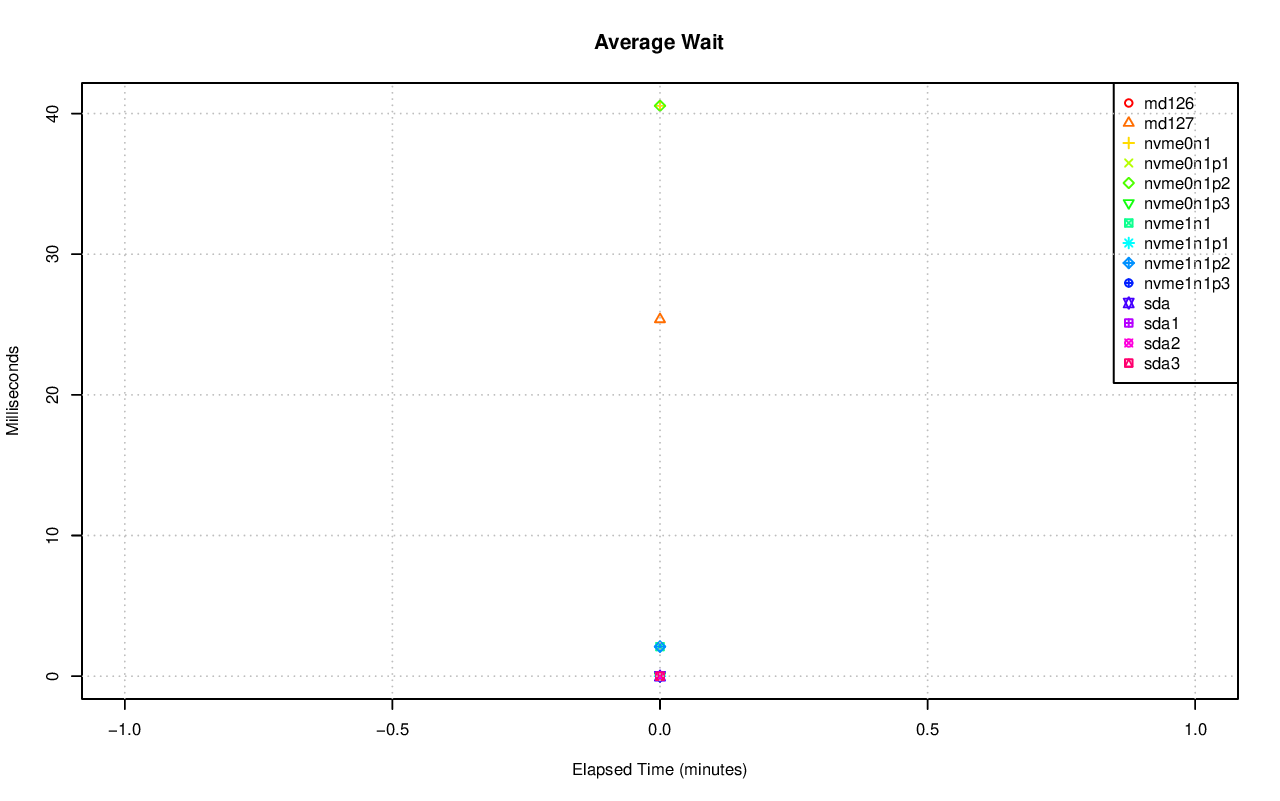 Average Wait
Milliseconds
40
30
20
10
0
−1.0
−0.5
0.0
0.5
1.0
Elapsed Time (minutes)
md126
md127
nvme0n1
nvme0n1p1
nvme0n1p2
nvme0n1p3
nvme1n1
nvme1n1p1
nvme1n1p2
nvme1n1p3
sda
sda1
sda2
sda3